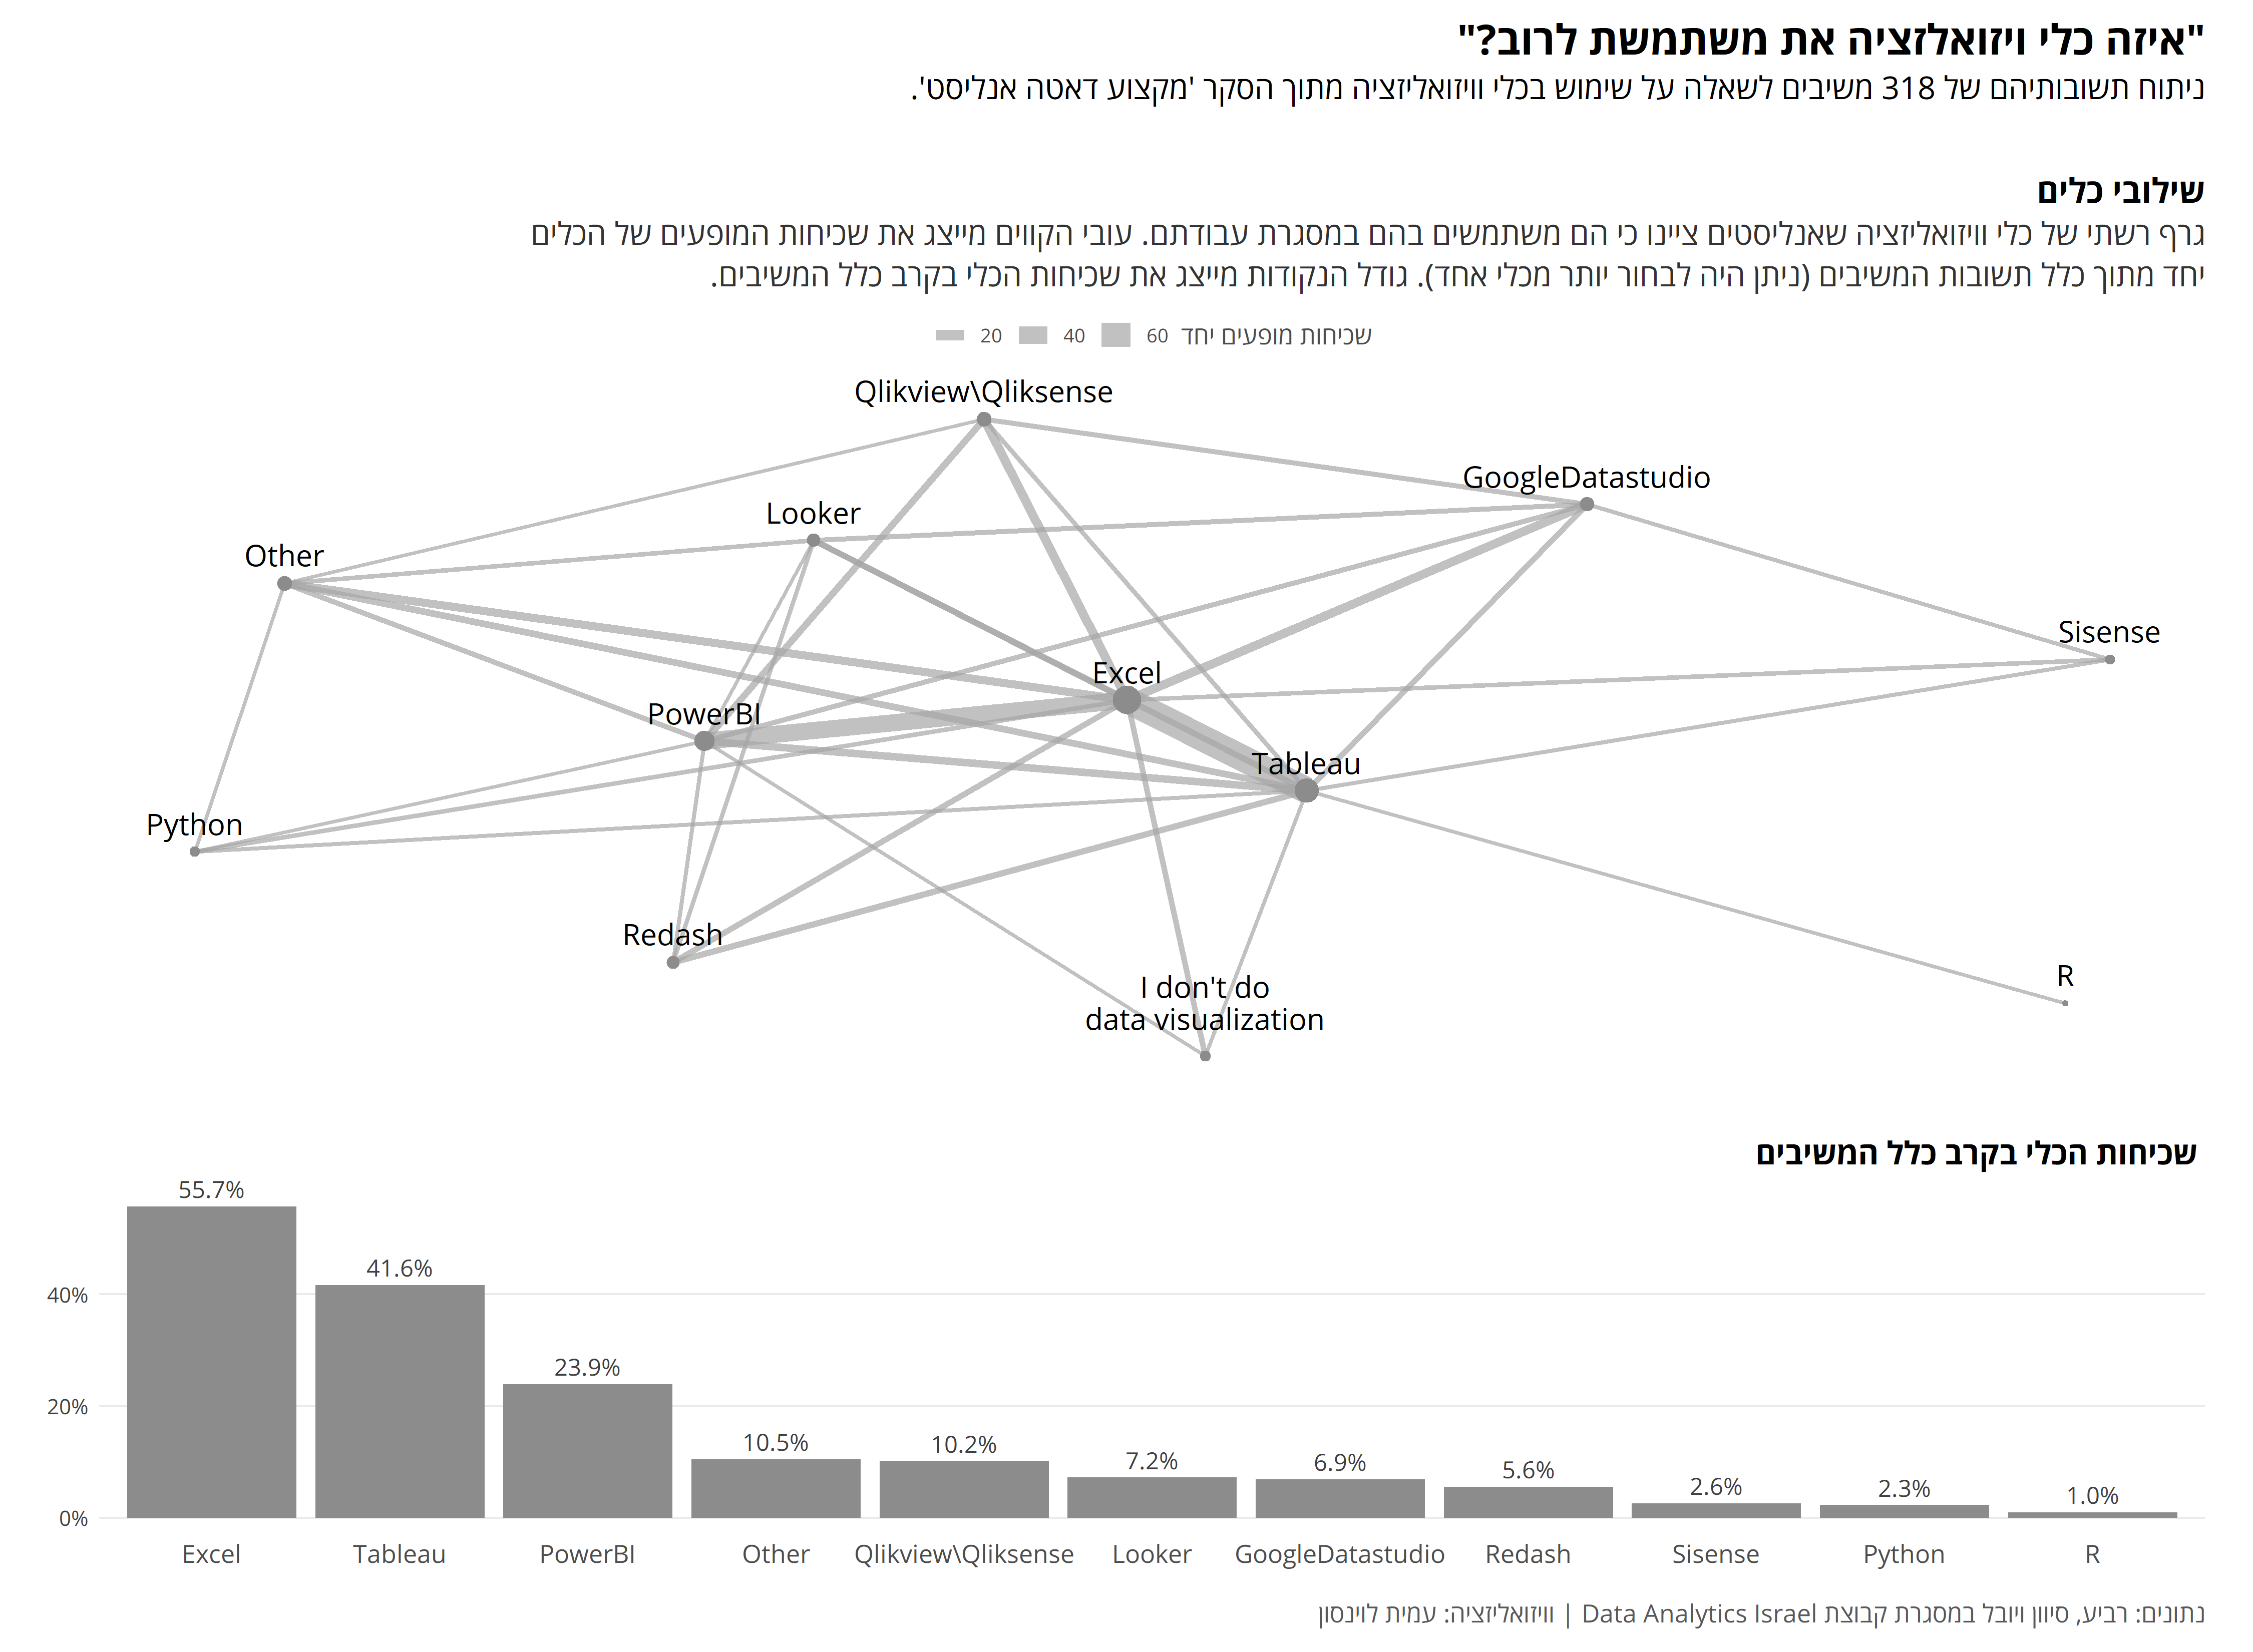 "איזה כלי ויזואלזציה את משתמשת לרוב?"
ניתוח תשובותיהם של 318 משיבים לשאלה על שימוש בכלי וויזואליזציה מתוך הסקר 'מקצוע דאטה אנליסט'.
שילובי כלים
גרף רשתי של כלי וויזואליזציה שאנליסטים ציינו כי הם משתמשים בהם במסגרת עבודתם. עובי הקווים מייצג את שכיחות המופעים של הכלים
יחד מתוך כלל תשובות המשיבים (ניתן היה לבחור יותר מכלי אחד). גודל הנקודות מייצג את שכיחות הכלי בקרב כלל המשיבים.
שכיחות מופעים יחד 60 40 20
Qlikview\Qliksense
GoogleDatastudio
Looker
Other
Sisense
Excel
PowerBI
Tableau
Python
Redash
R
I don't do
data visualization
שכיחות הכלי בקרב כלל המשיבים
55.7%
41.6%
40%
23.9%
20%
10.5%
10.2%
7.2%
6.9%
5.6%
2.6%
2.3%
1.0%
0%
Excel Tableau PowerBI Other Qlikview\Qliksense Looker GoogleDatastudio Redash Sisense Python R
נתונים: רביע, סיוון ויובל במסגרת קבוצת Data Analytics Israel | וויזואליזציה: עמית לוינסון